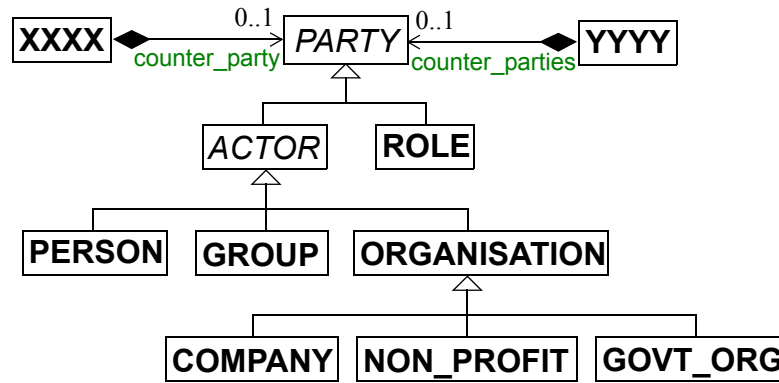 XXXX
0..1
PARTY
0..1
YYYY
counter_party
counter_parties
ACTOR
ROLE
PERSON
GROUP
ORGANISATION
COMPANY
NON_PROFIT
GOVT_ORG